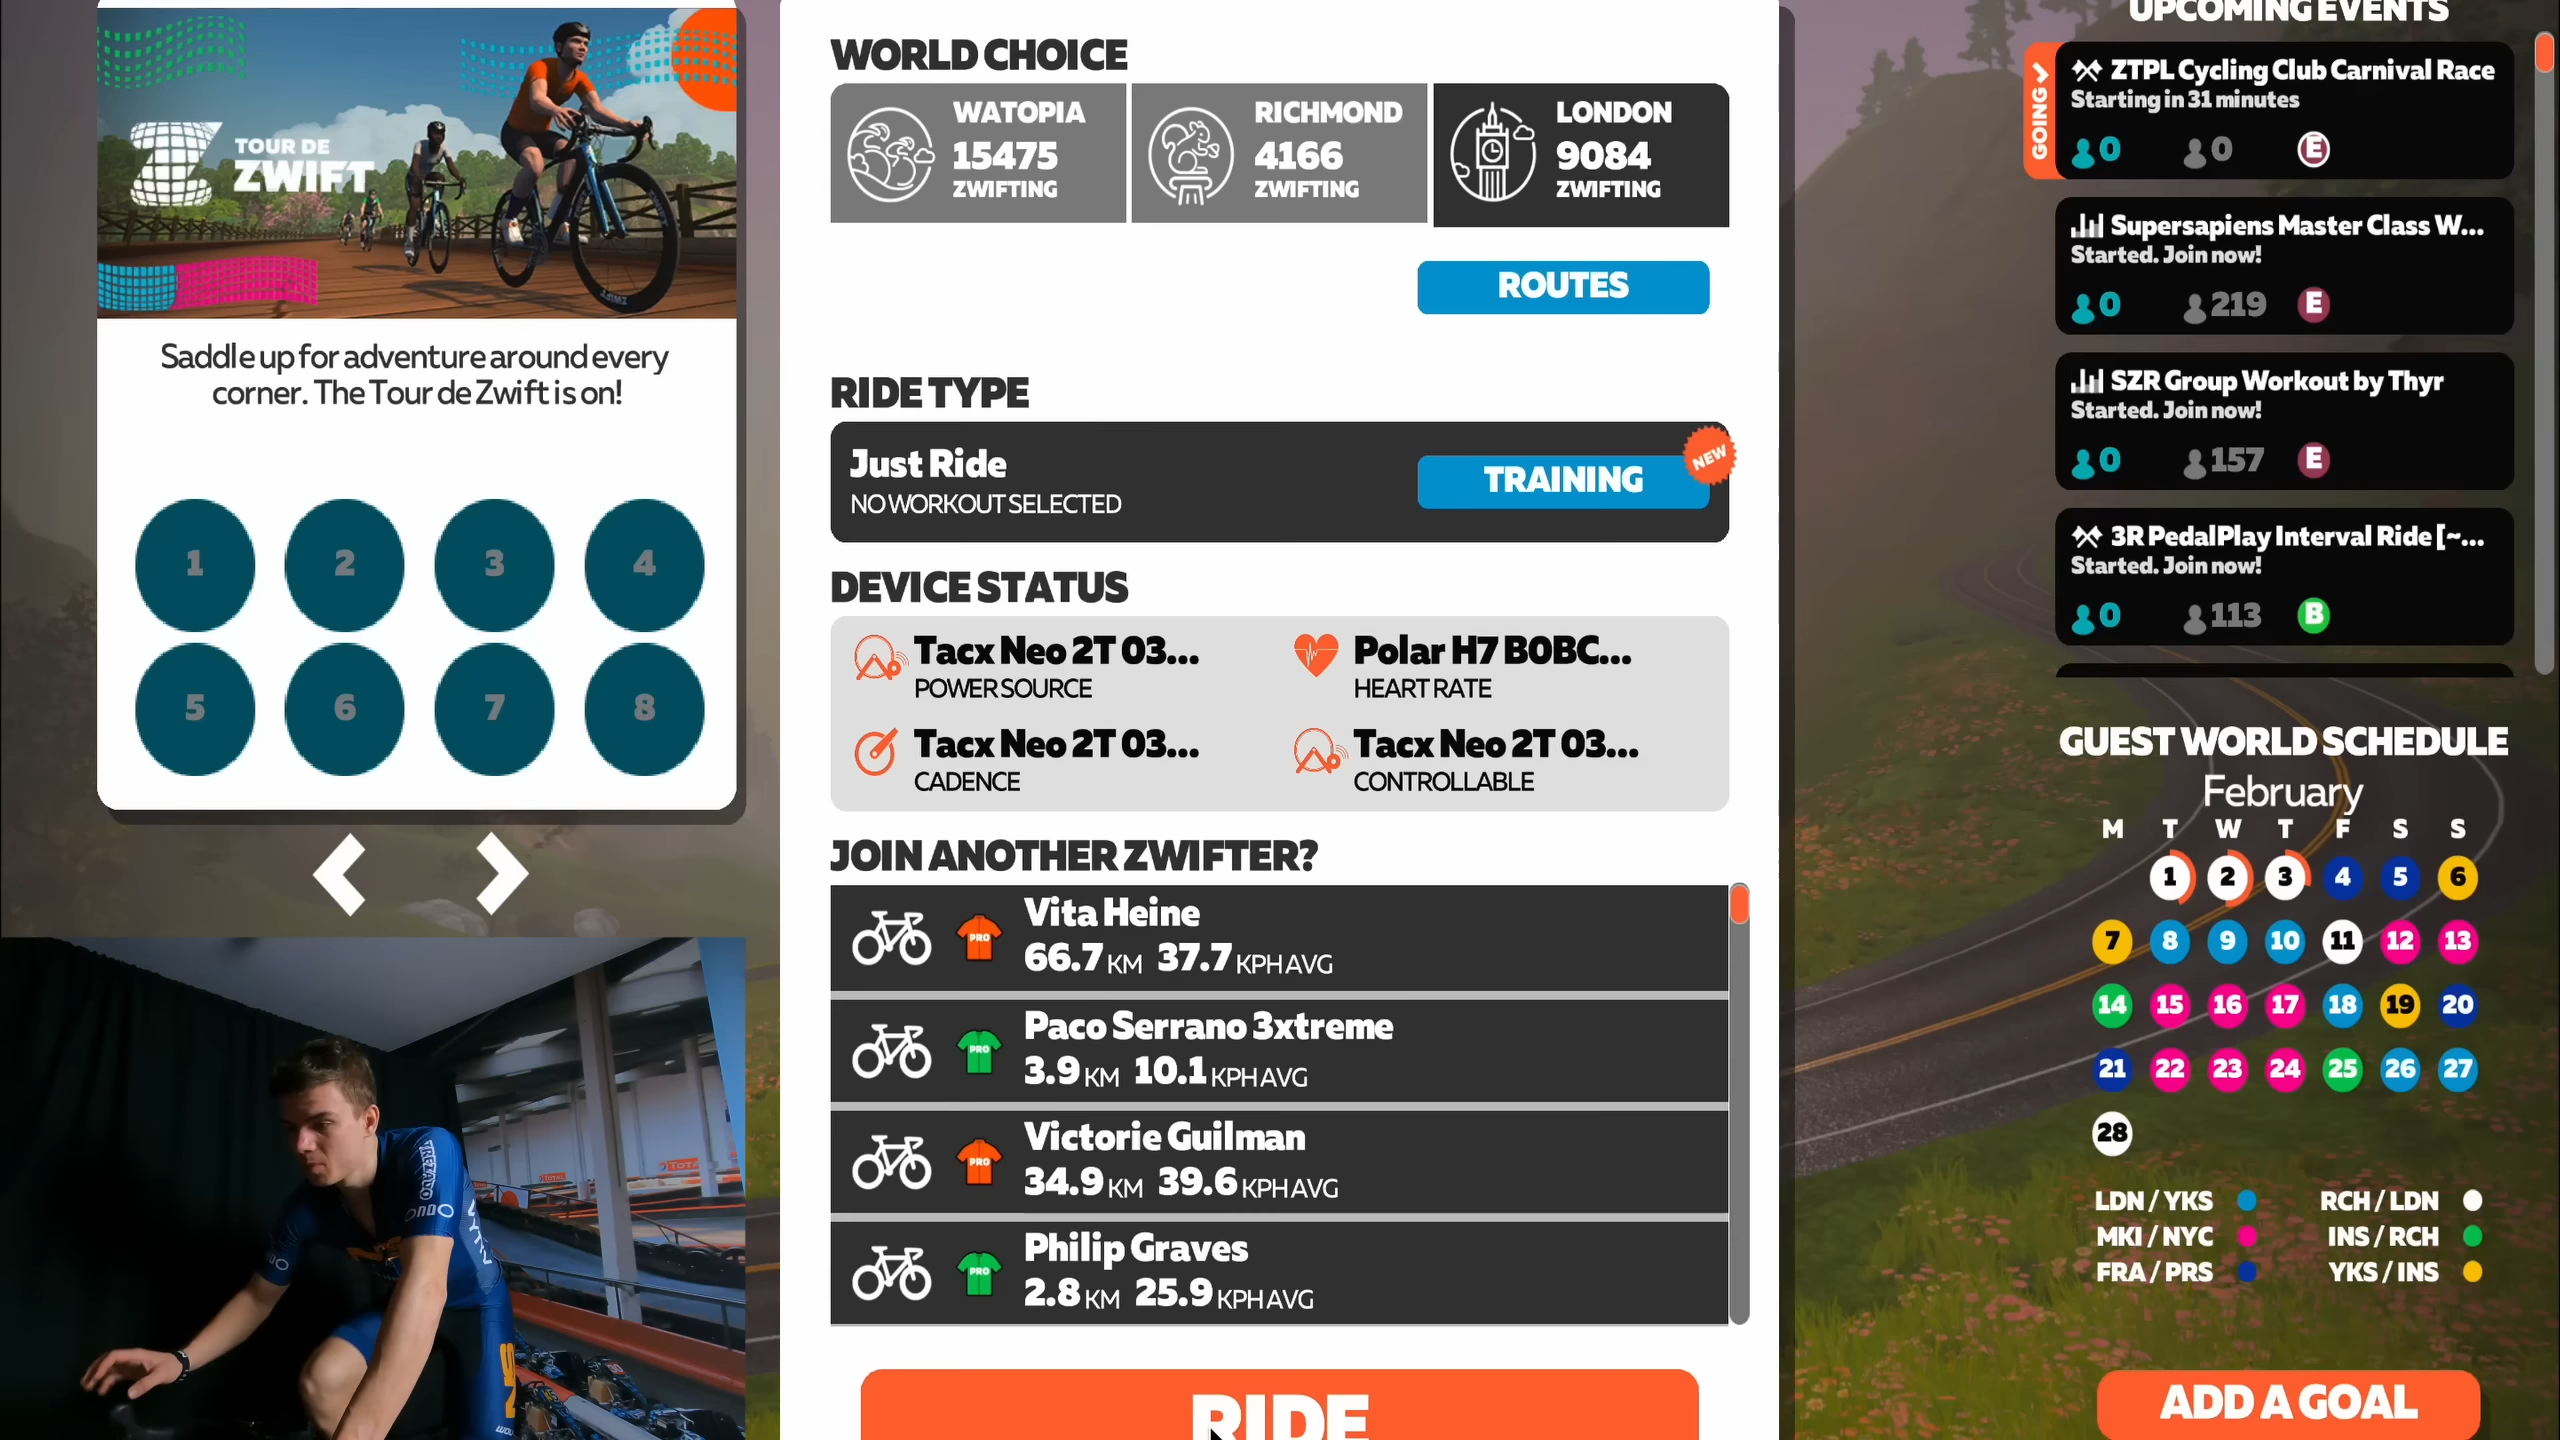 TOUR DE
ZWIFT
Saddle up for adventure around every
corner. The Tour de Zwift is on!
1 2 3 4
5 6 7 8
WORLD CHOICE
WATOPIA
15475
ZWIFTING
RICHMOND
4166
ZWIFTING
LONDON
9084
ZWIFTING
ROUTES
RIDE TYPE
Just Ride
NO WORKOUT SELECTED
TRAINING
NEW
DEVICE STATUS
Tacx Neo 2T 03...
POWER SOURCE
Polar H7 B0BC...
HEART RATE
Tacx Neo 2T 03...
CADENCE
Tacx Neo 2T 03...
CONTROLLABLE
JOIN ANOTHER ZWIFTER?
PRO
Vita Heine
66.7 KM 37.7 KPH AVG
PRO
Paco Serrano 3xtreme
3.9 KM 10.1 KPH AVG
PRO
Victorie Guilman
34.9 KM 39.6 KPH AVG
PRO
Philip Graves
2.8 KM 25.9 KPH AVG
RIDE
UPCOMING EVENTS
GOING
ZTPL Cycling Club Carnival Race
Starting in 31 minutes
0 0 E
Supersapiens Master Class W...
Started. Join now!
0 219 E
SZR Group Workout by Thyr
Started. Join now!
0 157 E
3R PedalPlay Interval Ride [~...
Started. Join now!
0 113 B
GUEST WORLD SCHEDULE
February
M T W T F S S
1 2 3 4 5 6
7 8 9 10 11 12 13
14 15 16 17 18 19 20
21 22 23 24 25 26 27
28
LDN / YKS RCH / LDN
MKI / NYC INS / RCH
FRA / PRS YKS / INS
ADD A GOAL